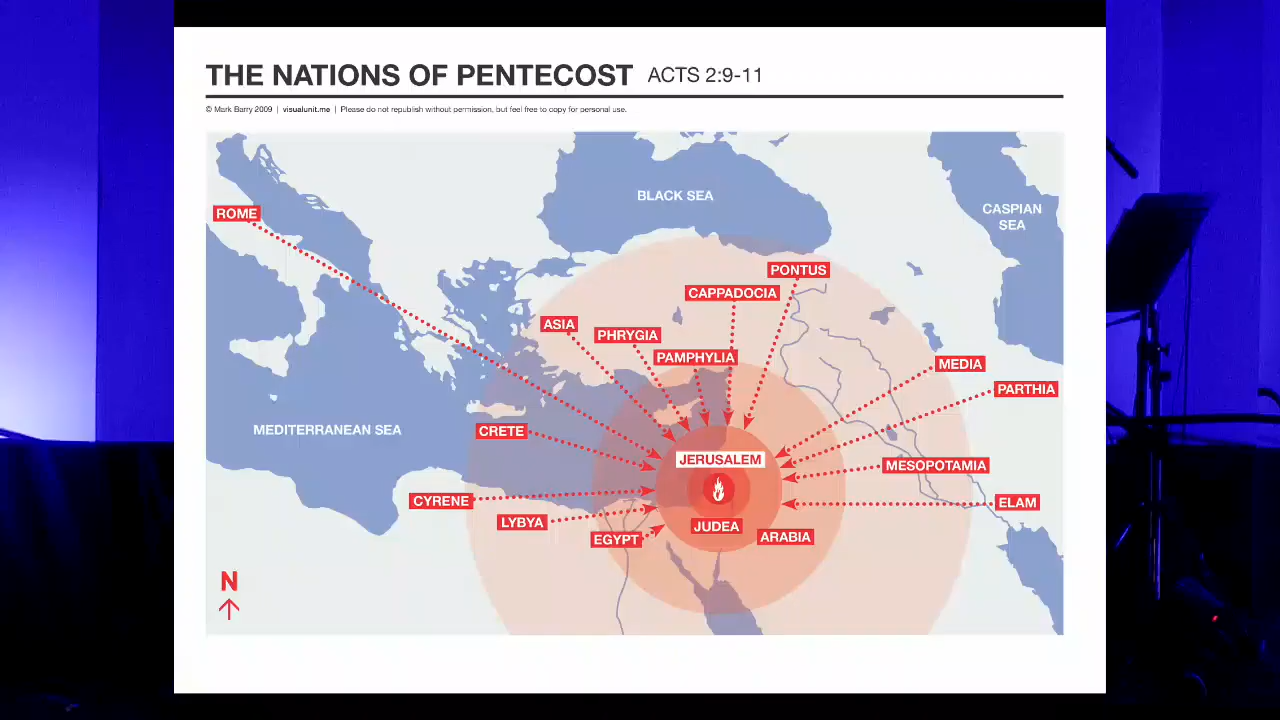 THE NATIONS OF PENTECOST ACTS 2:9-11
© Mark Barry 2009 | visualunit.me | Please do not republish without permission, but feel free to copy for personal use.
BLACK SEA
CASPIAN
SEA
ROME
PONTUS
CAPPADOCIA
ASIA
PHRYGIA
PAMPHYLIA
MEDIA
PARTHIA
MEDITERRANEAN SEA
CRETE
JERUSALEM
MESOPOTAMIA
CYRENE
ELAM
LYBYA
JUDEA
EGYPT
ARABIA
N